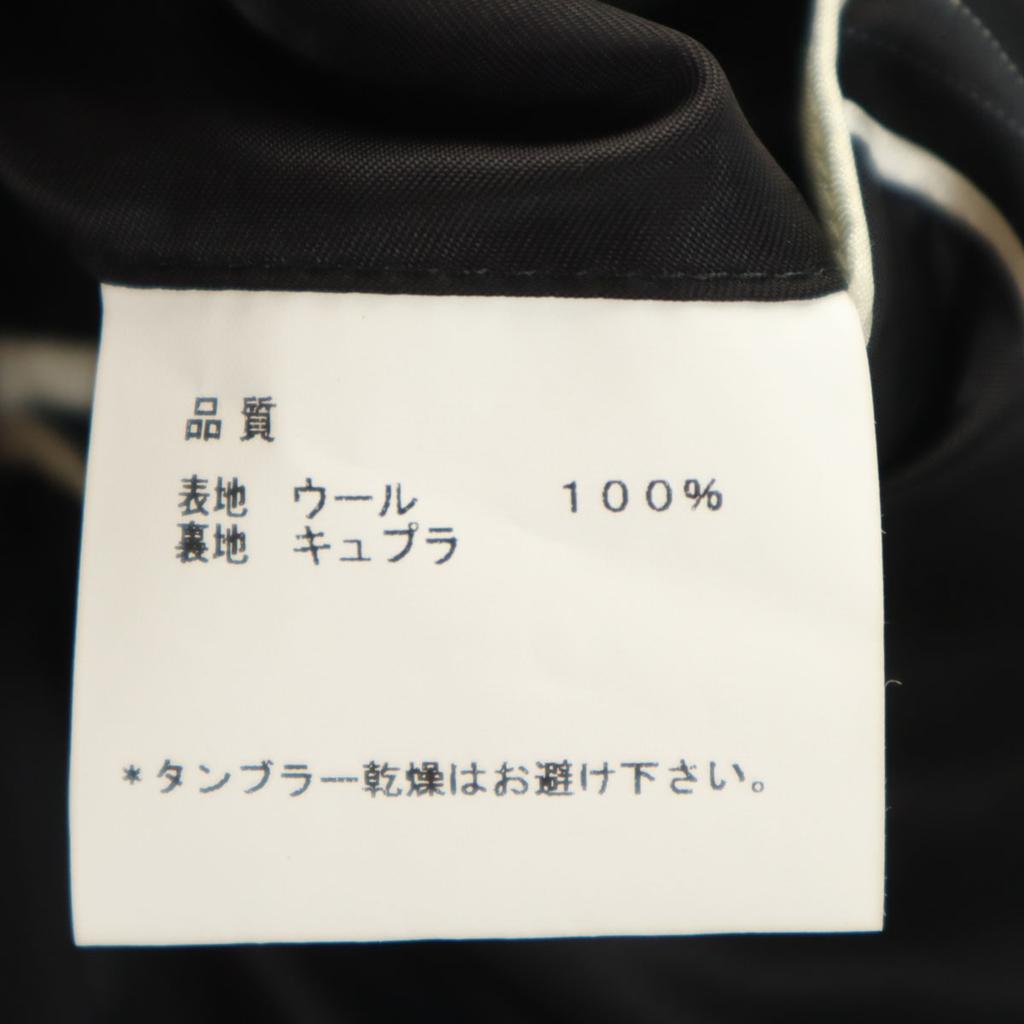 品質
表地 ウール 100%
裏地 キュプラ
*タンブラー乾燥はお避け下さい。